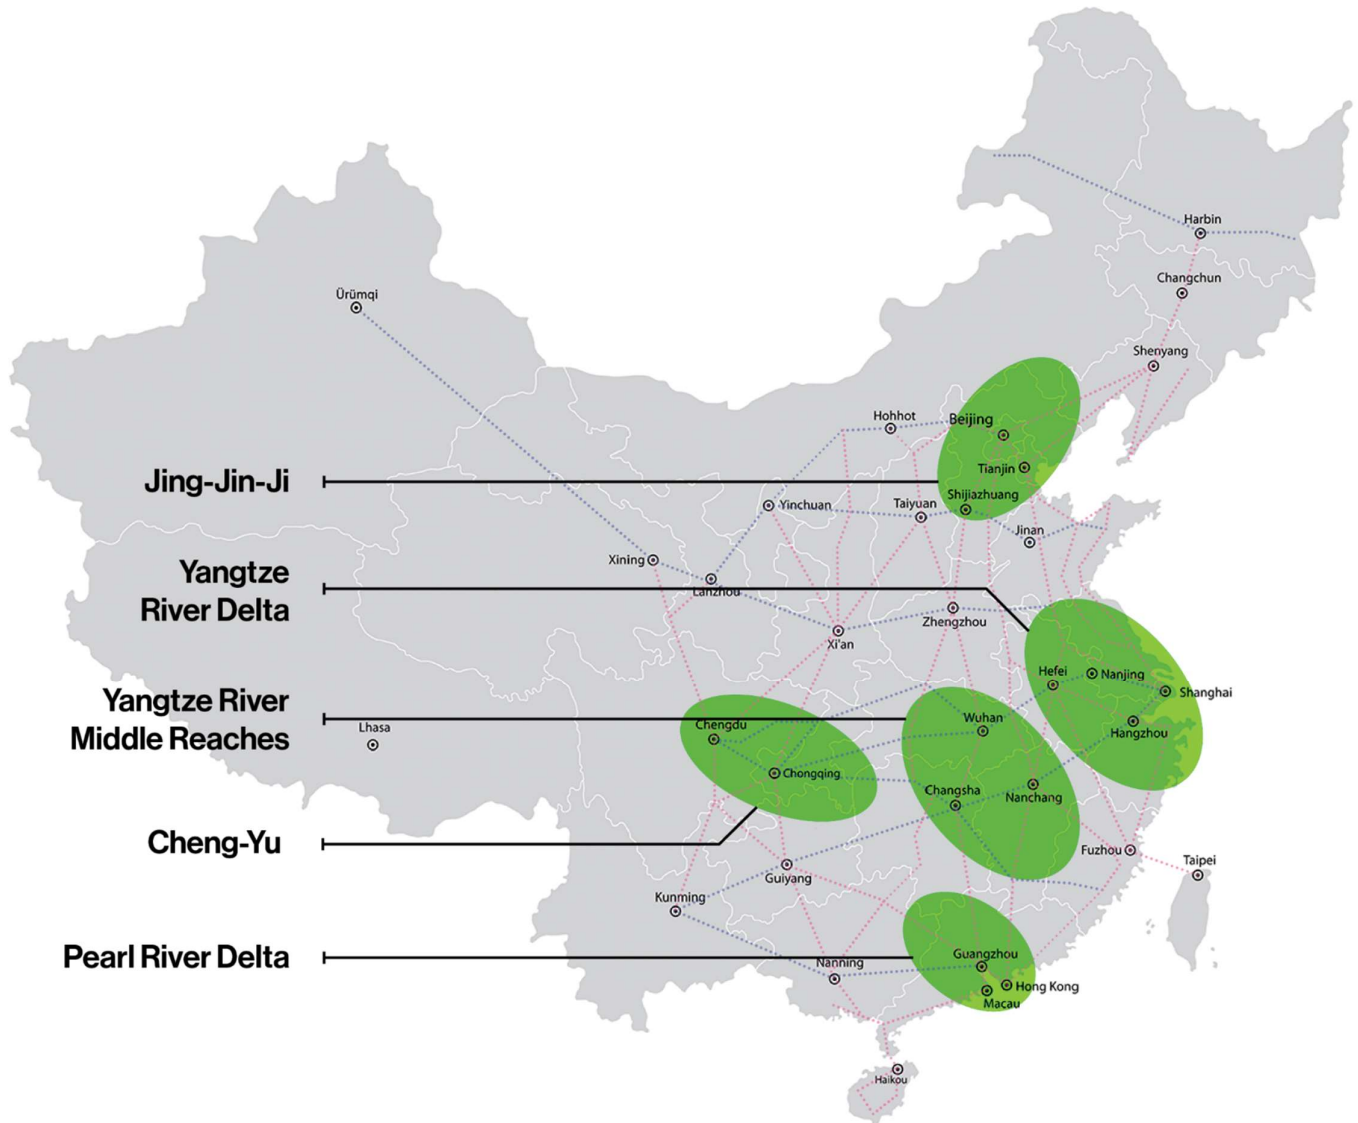 Harbin
Changchun
Ürümqi
Shenyang
Hohhot
Beijing
Tianjin
Jing-Jin-Ji
Shijiazhuang
Yinchuan
Taiyuan
Jinan
Xining
Yangtze
River Delta
Lanzhou
Zhengzhou
Xi'an
Hefei
Nanjing
Shanghai
Yangtze River
Middle Reaches
Lhasa
Chengdu
Wuhan
Hangzhou
Chongqing
Changsha
Nanchang
Cheng-Yu
Fuzhou
Taipei
Guiyang
Kunming
Pearl River Delta
Nanning
Guangzhou
Hong Kong
Macau
Haikou